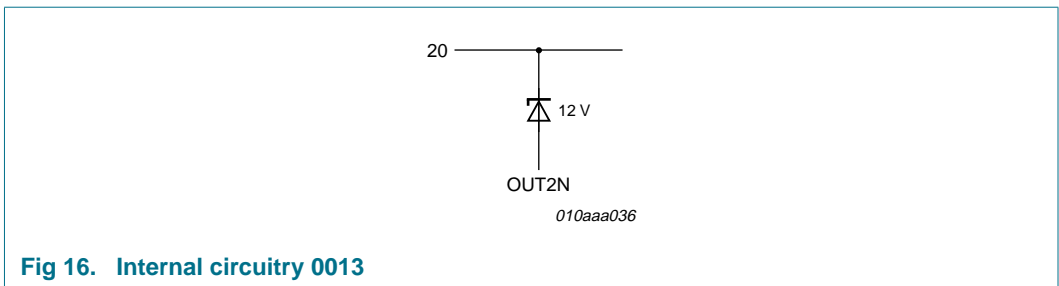 20
12 V
OUT2N
010aaa036
Fig 16. Internal circuitry 0013